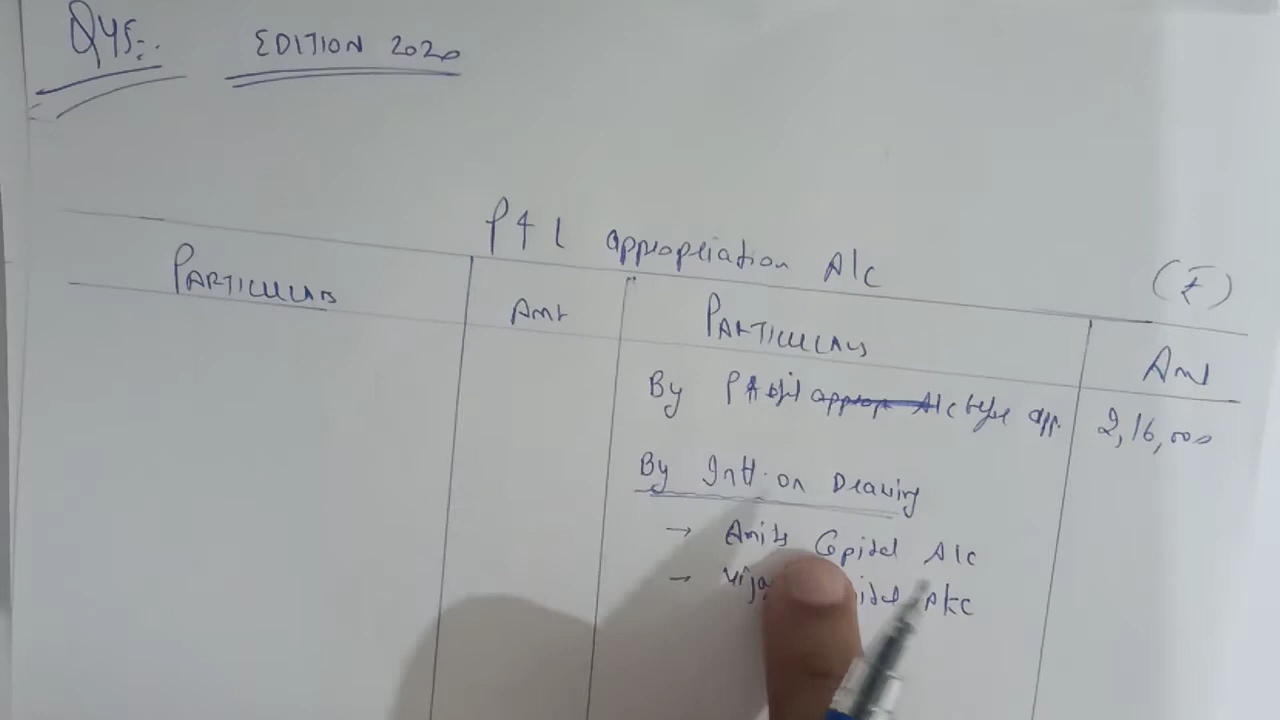 Q45:.
EDITION 2020
P & L appropriation A/c
(₹)
PARTICULARS
Amt
PARTICULARS
Amt
By app. 2,16,000
By Intt. on Drawing
→ Amit's Capital A/c
→ A/c